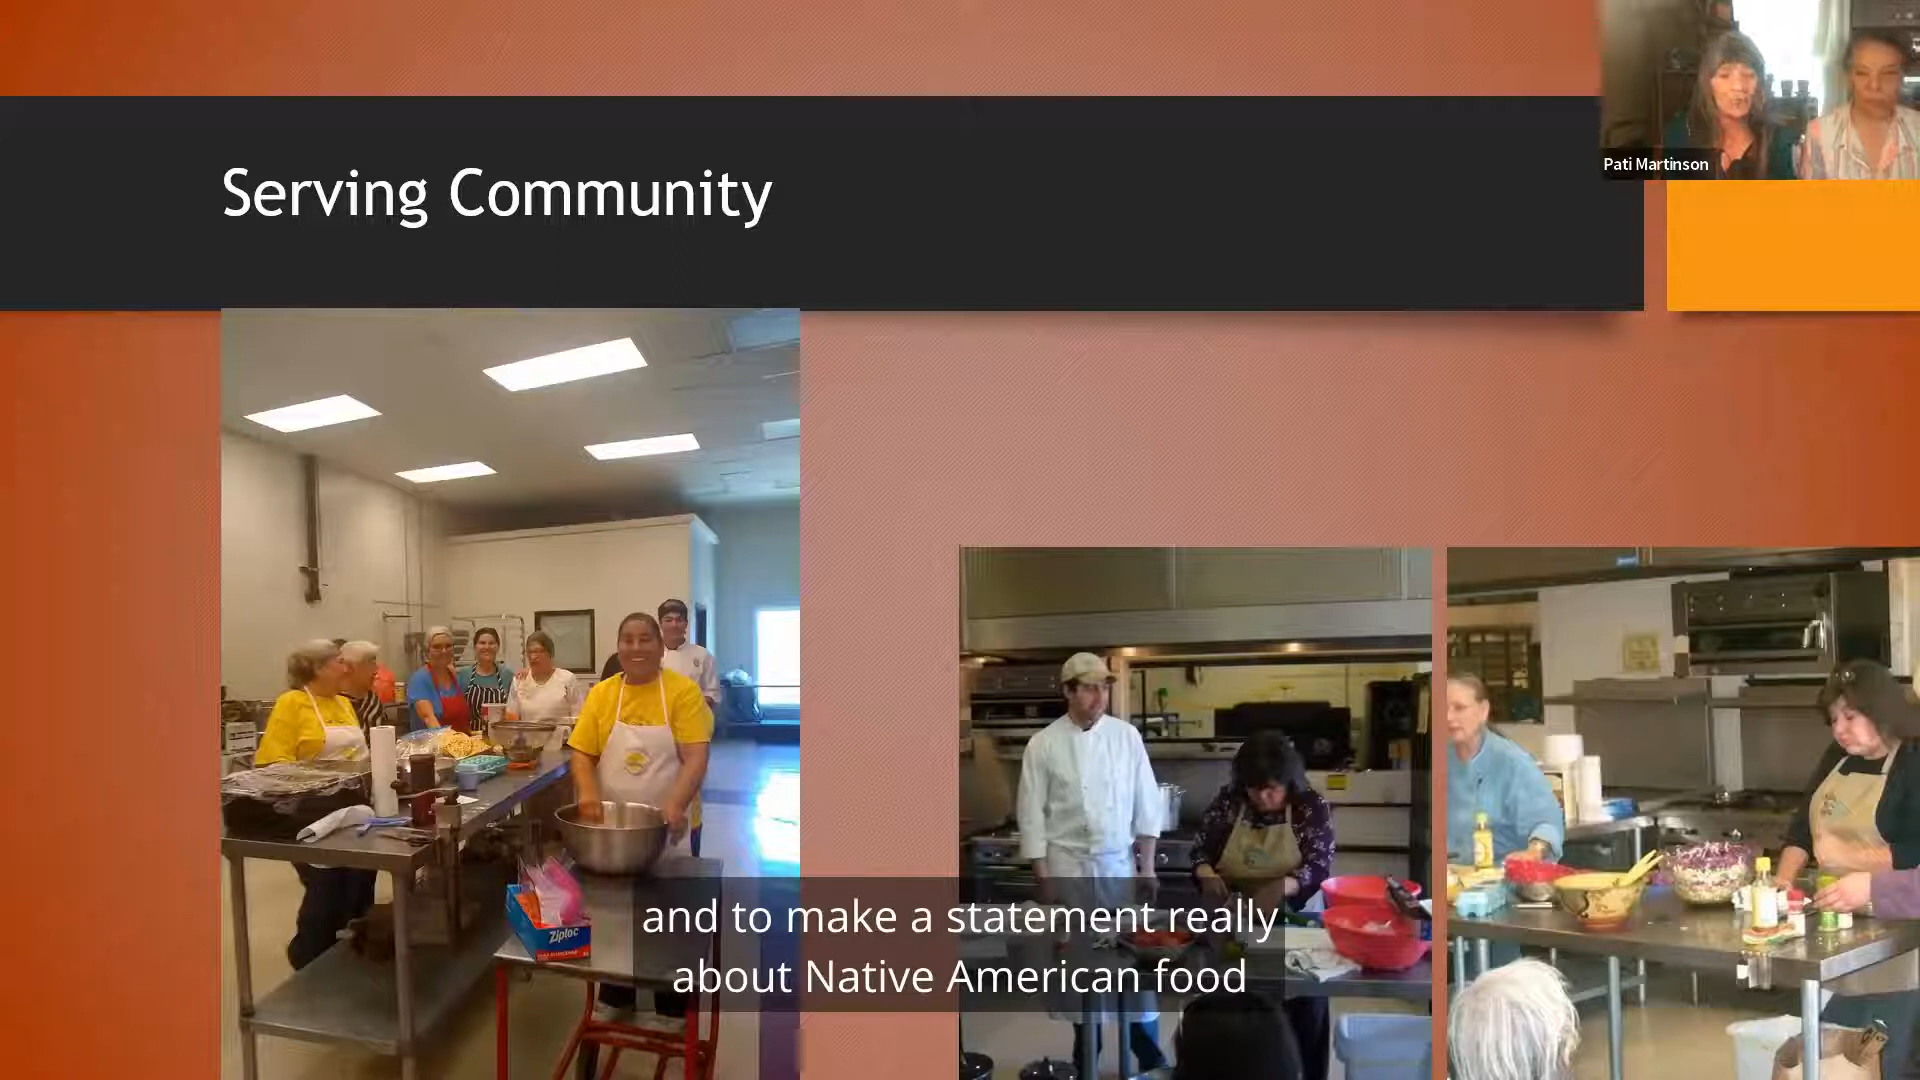 Serving Community
Pati Martinson
Ziploc
and to make a statement really
about Native American food